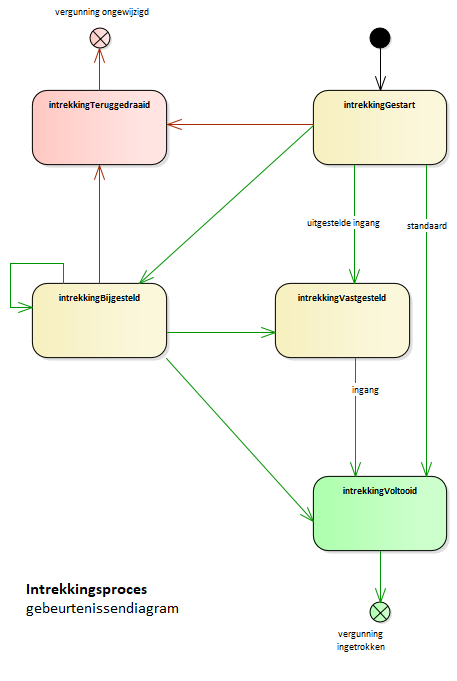 vergunning ongewijzigd
intrekkingTeruggedraaid
intrekkingGestart
uitgestelde ingang
standaard
intrekkingBijgesteld
intrekkingVastgesteld
ingang
intrekkingVoltooid
Intrekkingsproces
gebeurtenissendiagram
vergunning
ingetrokken